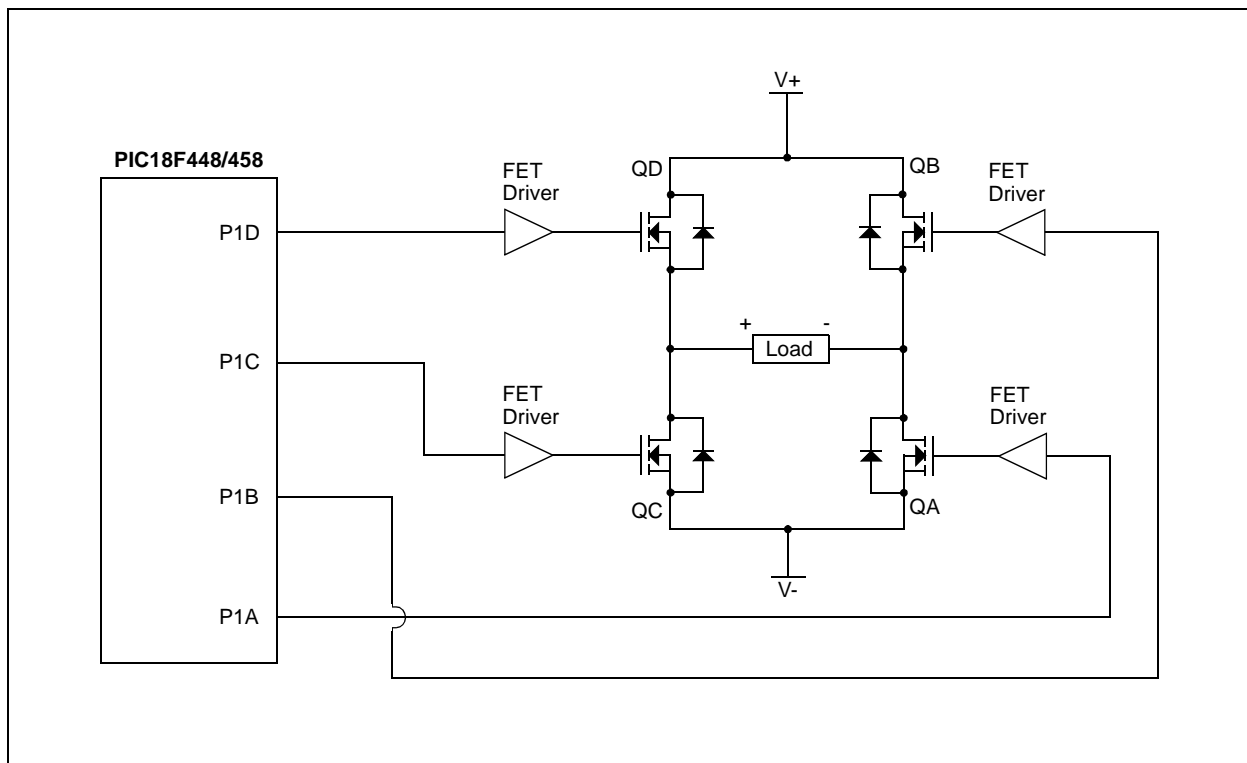 V+
PIC18F448/458
FET
Driver
QD
QB
FET
Driver
P1D
+
-
Load
P1C
FET
Driver
FET
Driver
P1B
QC
QA
V-
P1A